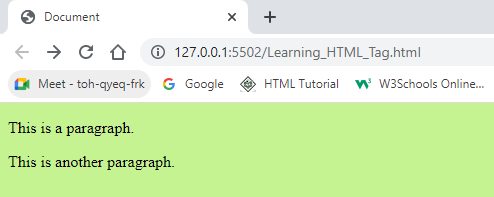 Document
127.0.0.1:5502/Learning_HTML_Tag.html
Meet - toh-qyeq-frk Google HTML Tutorial W3Schools Online...
This is a paragraph.
This is another paragraph.